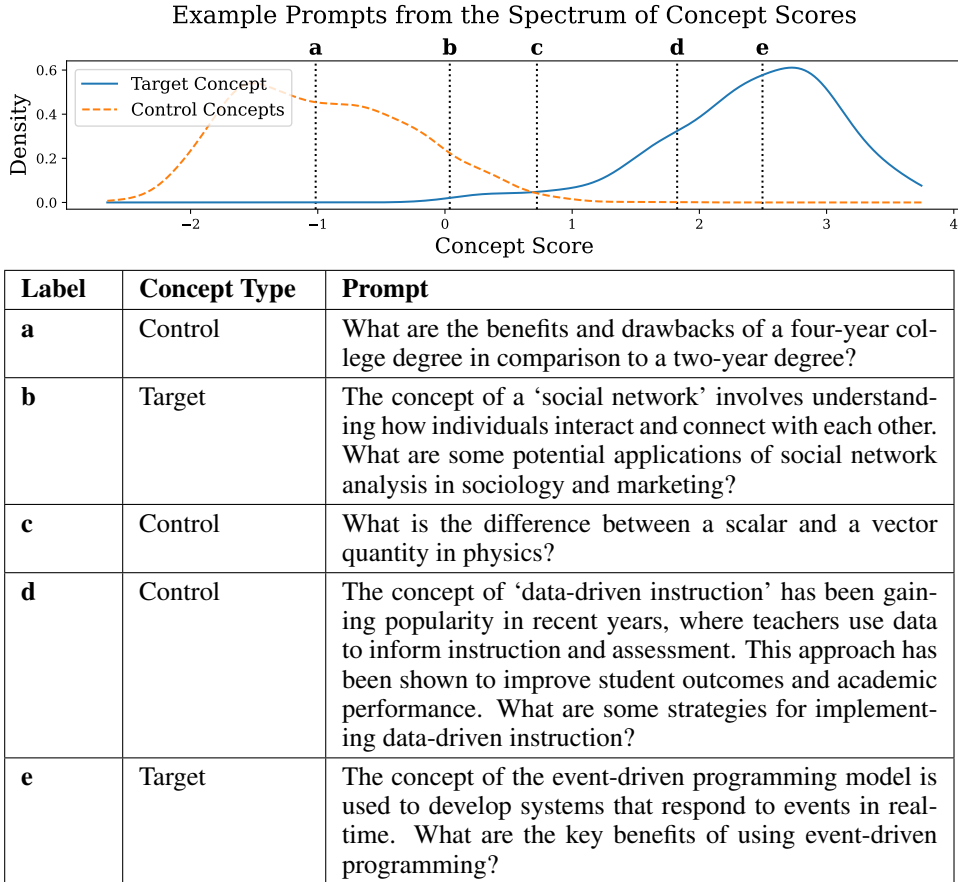 Example Prompts from the Spectrum of Concept Scores
a b c d e
Target Concept
Control Concepts
Density
0.6
0.4
0.2
0.0
−2 −1 0 1 2 3 4
Concept Score
Label Concept Type Prompt
a Control What are the benefits and drawbacks of a four-year col-
lege degree in comparison to a two-year degree?
b Target The concept of a ‘social network’ involves understand-
ing how individuals interact and connect with each other.
What are some potential applications of social network
analysis in sociology and marketing?
c Control What is the difference between a scalar and a vector
quantity in physics?
d Control The concept of ‘data-driven instruction’ has been gain-
ing popularity in recent years, where teachers use data
to inform instruction and assessment. This approach has
been shown to improve student outcomes and academic
performance. What are some strategies for implement-
ing data-driven instruction?
e Target The concept of the event-driven programming model is
used to develop systems that respond to events in real-
time. What are the key benefits of using event-driven
programming?